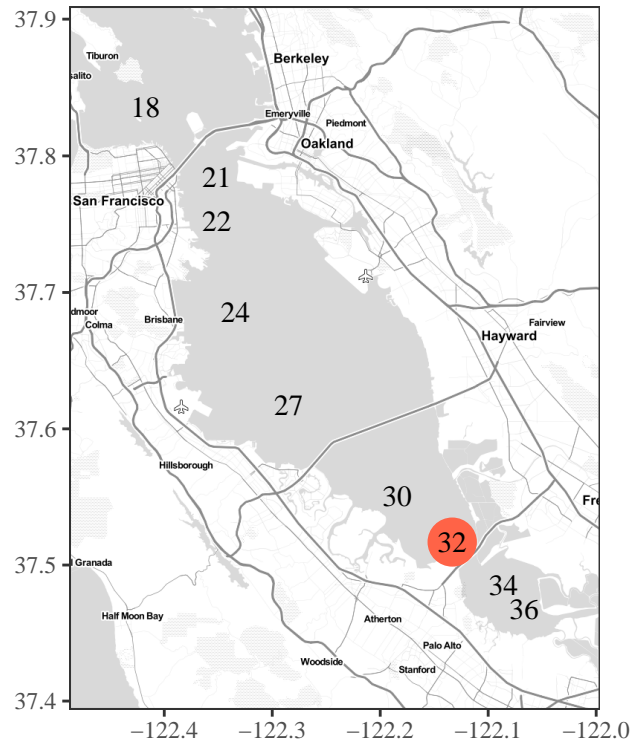 37.9
Tiburon
Berkeley
salito
18
Emeryville
Piedmont
Oakland
37.8
21
San Francisco
22
37.7
24
dmoor
Colma
Brisbane
Fairview
Hayward
27
37.6
Hillsborough
30
Fre
32
37.5
l Granada
34
36
Half Moon Bay
Atherton
Palo Alto
Woodside
Stanford
37.4
−122.4 −122.3 −122.2 −122.1 −122.0